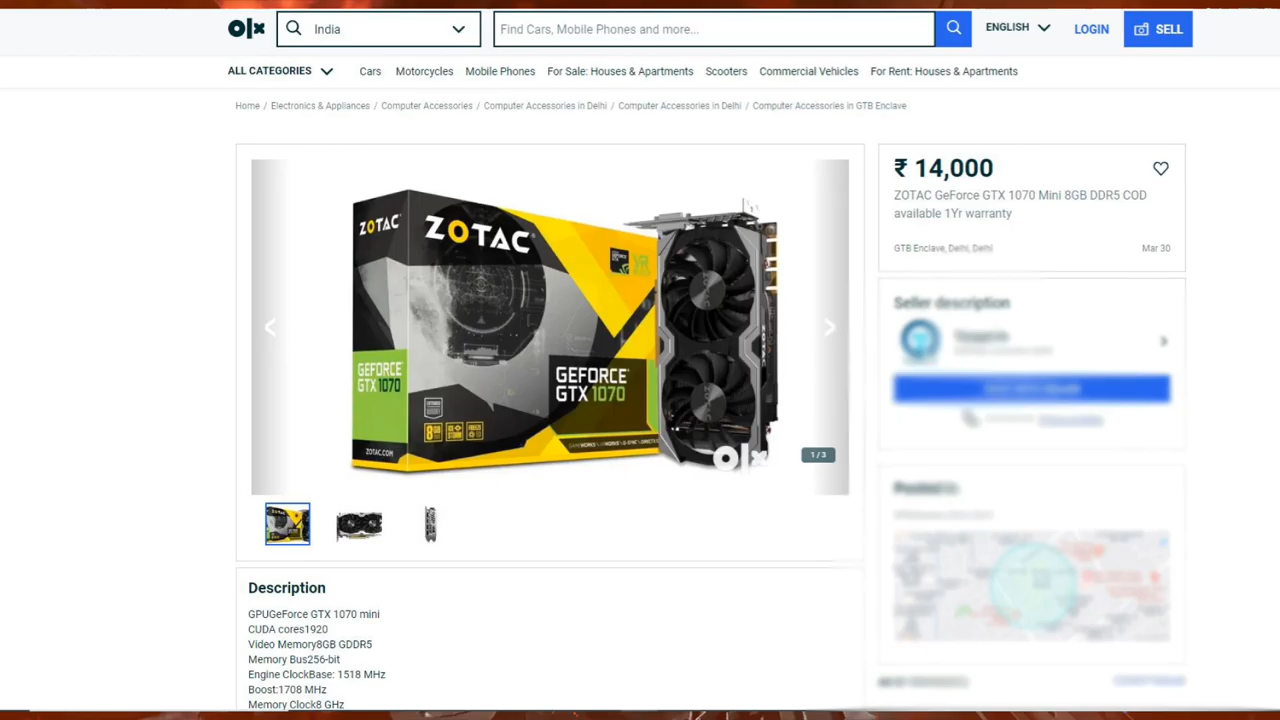 olx
India
Find Cars, Mobile Phones and more...
ENGLISH
LOGIN
SELL
ALL CATEGORIES
Cars
Motorcycles
Mobile Phones
For Sale: Houses & Apartments
Scooters
Commercial Vehicles
For Rent: Houses & Apartments
Home / Electronics & Appliances / Computer Accessories / Computer Accessories in Delhi / Computer Accessories in Delhi / Computer Accessories in GTB Enclave
ZOTAC
ZOTAC
VR
GEFORCE
GTX 1070
GEFORCE
GTX 1070
8GB
ZOTAC.COM
ZOTAC
olx
1 / 3
₹ 14,000
ZOTAC GeForce GTX 1070 Mini 8GB DDR5 COD
available 1Yr warranty
GTB Enclave, Delhi, Delhi
Mar 30
Seller description
Posted in
Description
GPUGeForce GTX 1070 mini
CUDA cores1920
Video Memory8GB GDDR5
Memory Bus256-bit
Engine ClockBase: 1518 MHz
Boost:1708 MHz
Memory Clock8 GHz